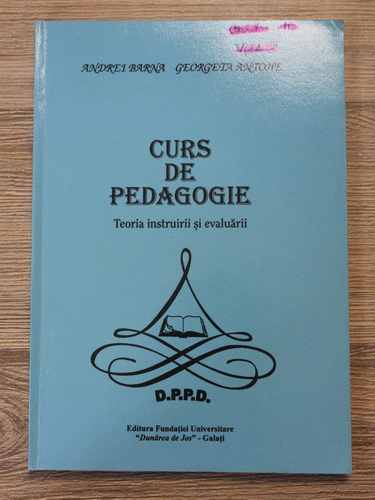 ANDREI BARNA GEORGETA ANTOHE
CURS
DE
PEDAGOGIE
Teoria instruirii și evaluării
D.P.P.D.
Editura Fundației Universitare
"Dunărea de Jos" - Galați